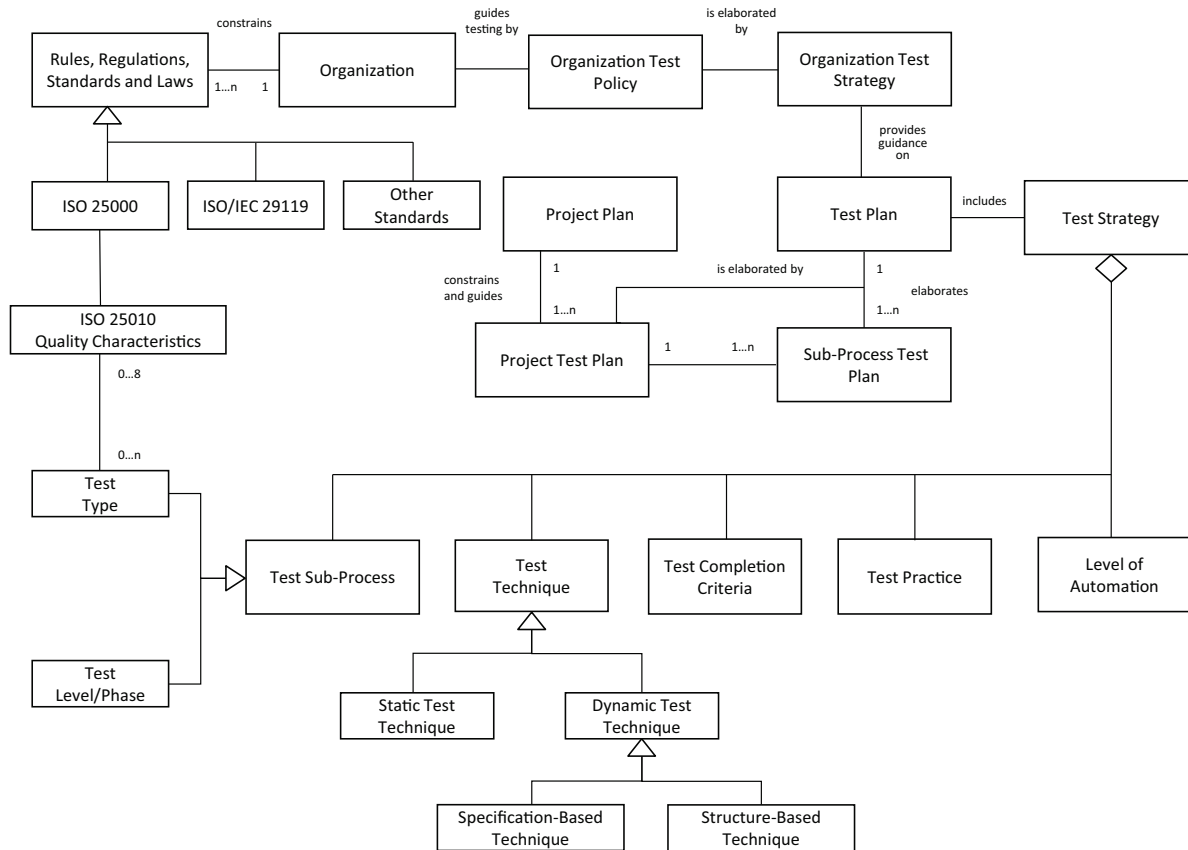 constrains
guides
testing by
is elaborated
by
Rules, Regulations,
Standards and Laws
1...n
1
Organization
Organization Test
Policy
Organization Test
Strategy
provides
guidance
on
ISO 25000
ISO/IEC 29119
Other
Standards
Project Plan
Test Plan
includes
Test Strategy
constrains
and guides
1
1...n
is elaborated by
1
elaborates
1...n
ISO 25010
Quality Characteristics
Project Test Plan
1
1...n
Sub-Process Test
Plan
0...8
0...n
Test
Type
Test Sub-Process
Test
Technique
Test Completion
Criteria
Test Practice
Level of
Automation
Test
Level/Phase
Static Test
Technique
Dynamic Test
Technique
Specification-Based
Technique
Structure-Based
Technique